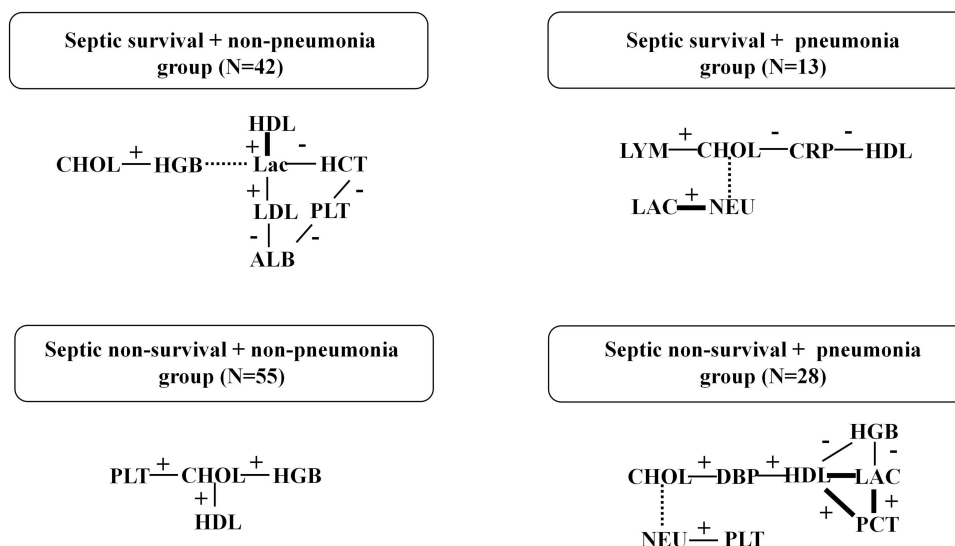 Septic survival + non-pneumonia
group (N=42)
HDL
+ -
CHOL + HGB Lac HCT
+ -
LDL PLT
- -
ALB
Septic survival + pneumonia
group (N=13)
+ - -
LYM CHOL CRP HDL
+
LAC NEU
Septic non-survival + non-pneumonia
group (N=55)
+ +
PLT CHOL HGB
+
HDL
Septic non-survival + pneumonia
group (N=28)
HGB
- -
+ +
CHOL DBP HDL LAC
+ +
PCT
+
NEU PLT